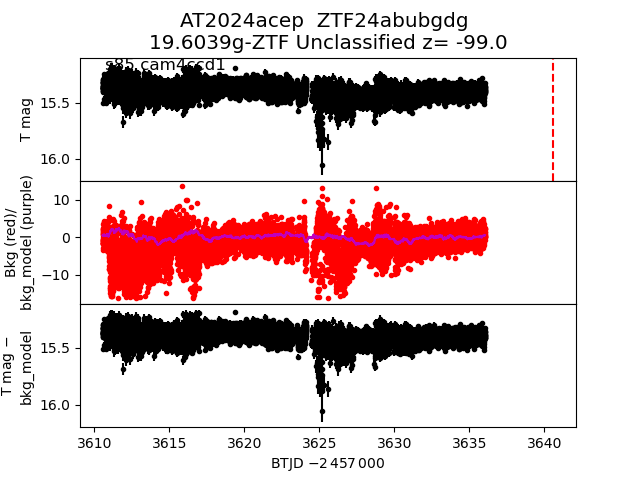 AT2024acep  ZTF24abubgdg
19.6039g-ZTF Unclassified z= -99.0
s85 cam4ccd1
T mag
15.5
16.0
Bkg (red)/
bkg_model (purple)
10
0
−10
T mag −
bkg_model
15.5
16.0
3610 3615 3620 3625 3630 3635 3640
BTJD −2 457 000